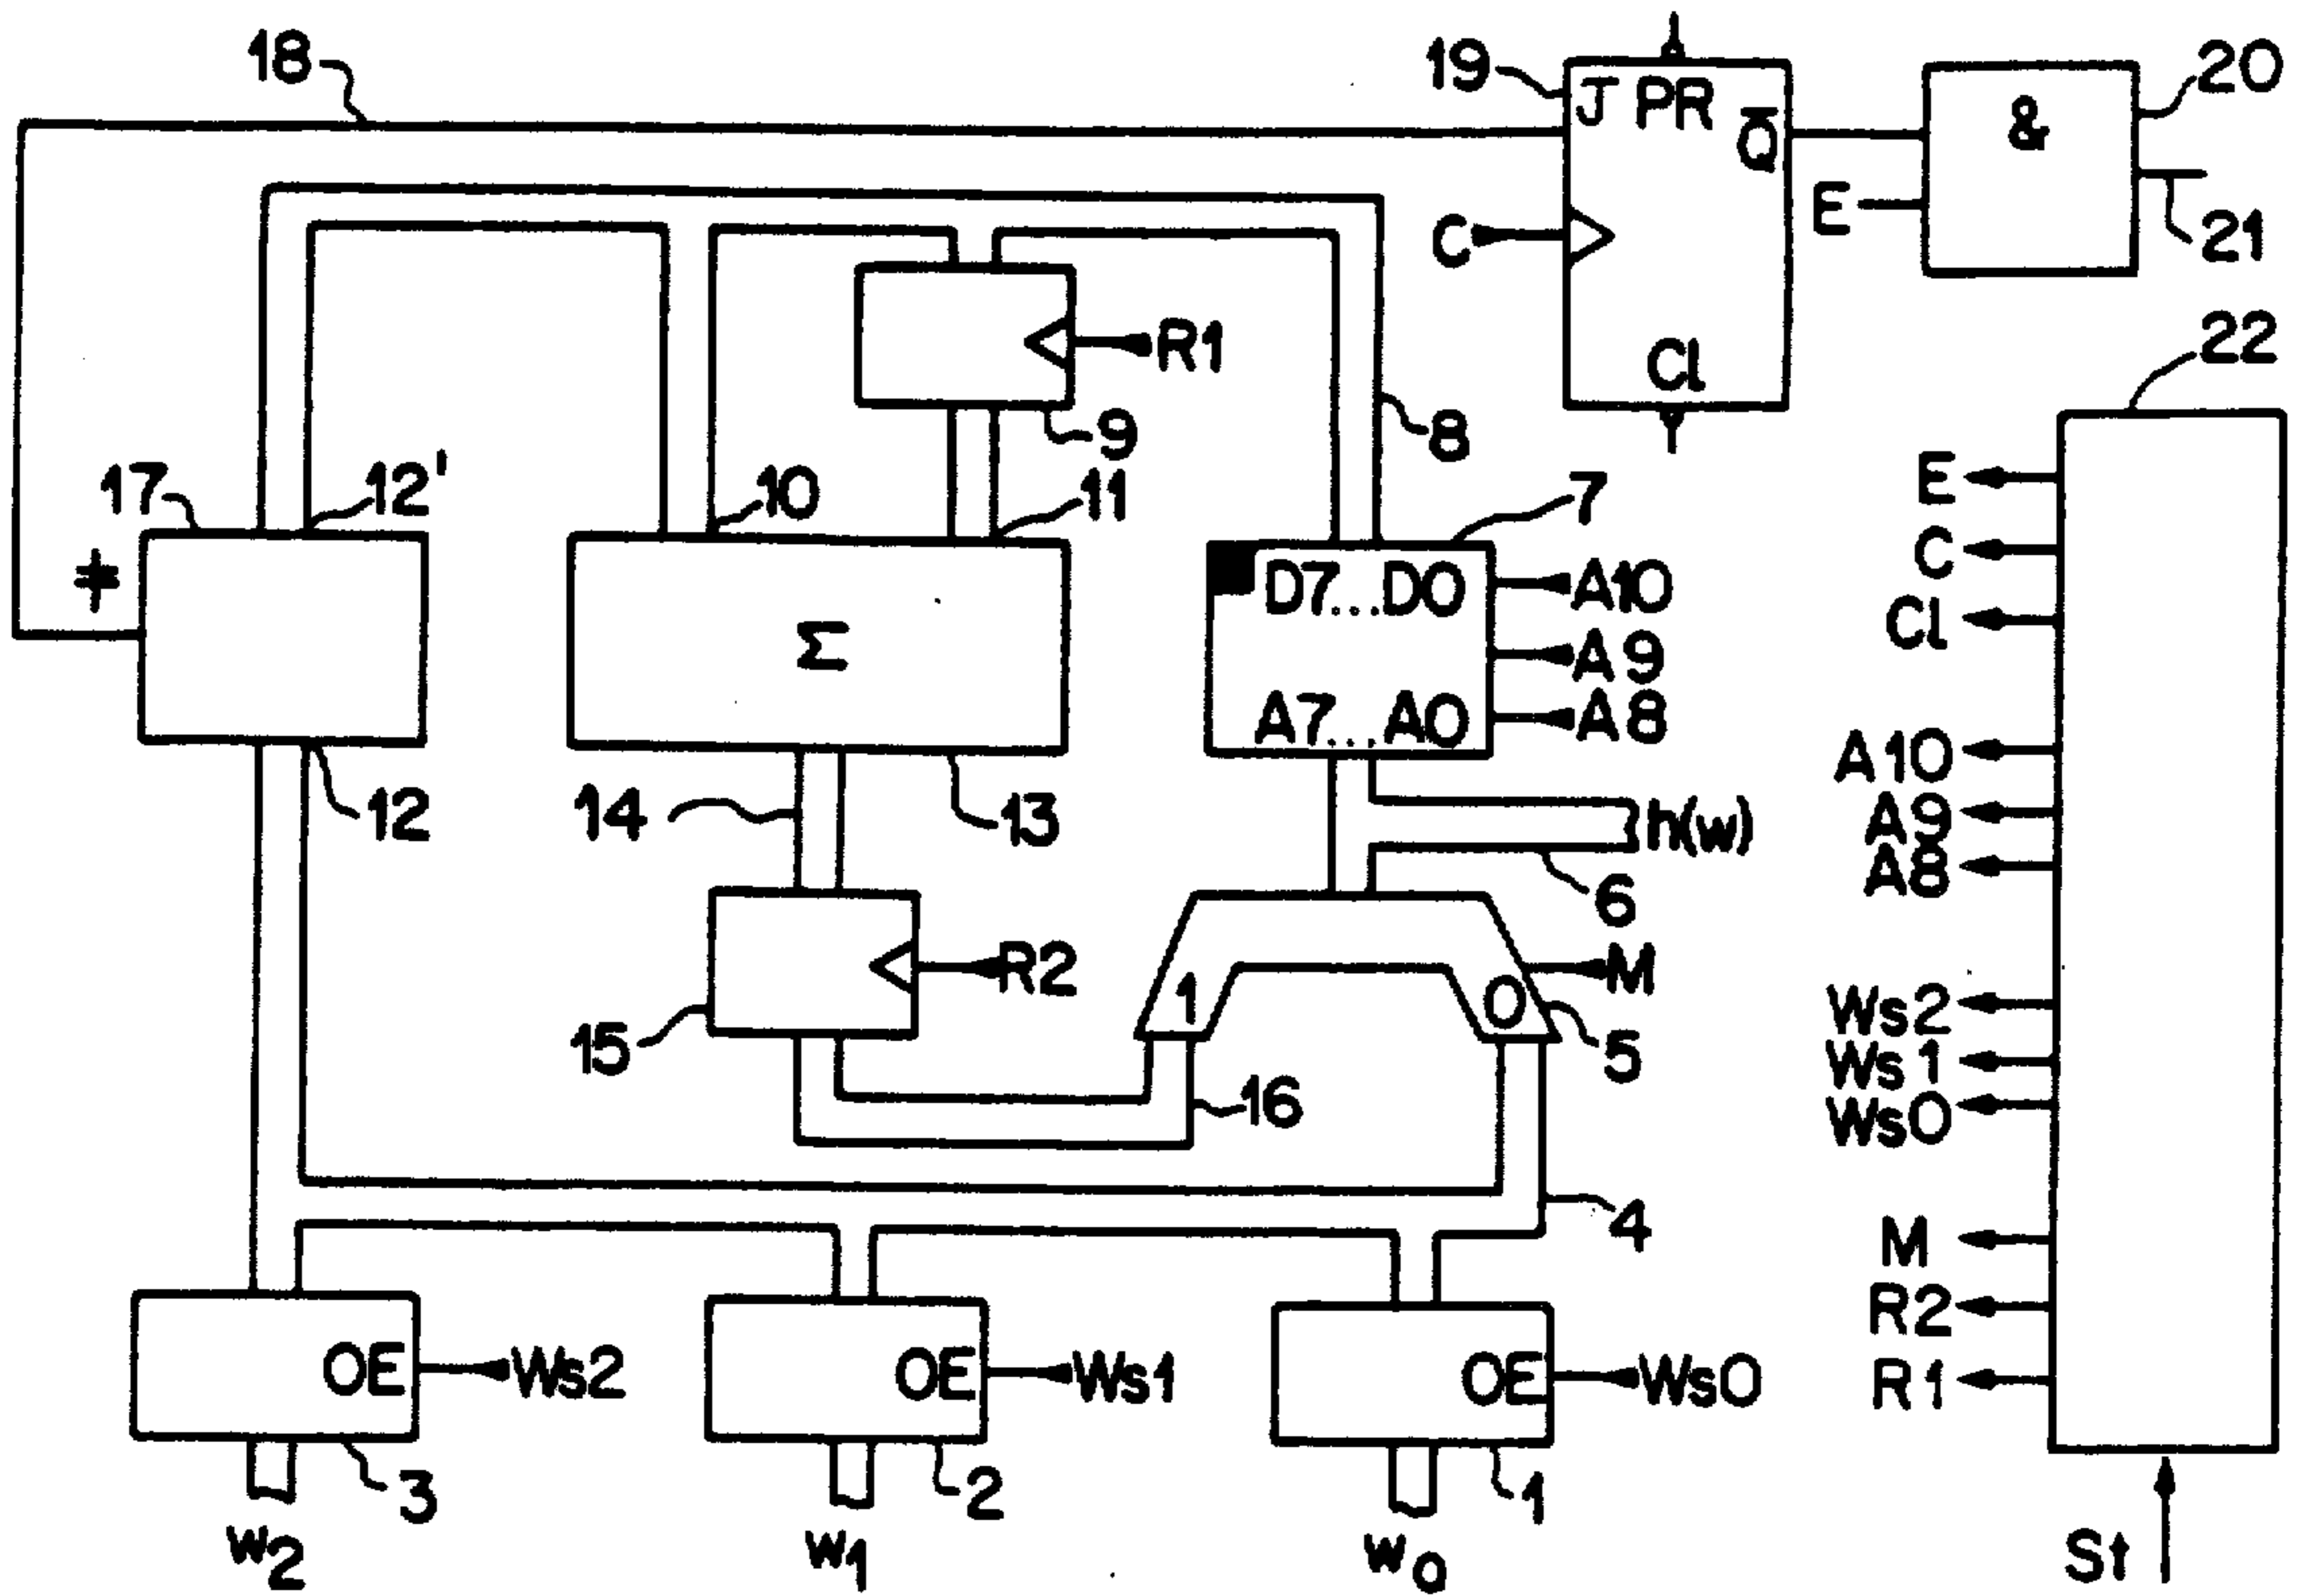 18
19
J PR
Q̅
&
20
E
21
C
R1
Cl
22
9
8
17
12'
10
11
7
E
C
Cl
≠
Σ
D7...D0
A10
A9
A7...A0
A8
12
14
13
h(w)
6
A10
A9
A8
R2
1
0
M
15
5
16
Ws2
Ws1
Ws0
4
M
R2
R1
OE
Ws2
OE
Ws1
OE
Ws0
3
2
1
w2
w1
w0
St